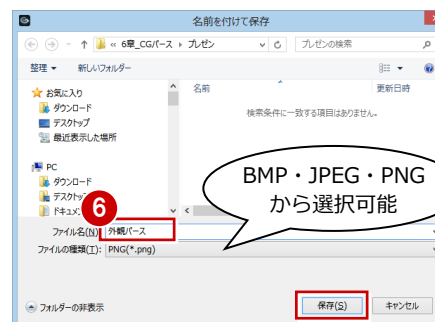 名前を付けて保存
« 6章_CGパース ▸ プレゼン
プレゼンの検索
整理 ▼ 新しいフォルダー
お気に入り
ダウンロード
デスクトップ
最近表示した場所
PC
ダウンロード
デスクトップ
ドキュメ
名前 更新日時
検索条件に一致する項目はありません。
BMP・JPEG・PNG
から選択可能
6
ファイル名(N): 外観パース
ファイルの種類(T): PNG(*.png)
フォルダーの非表示 保存(S) キャンセル